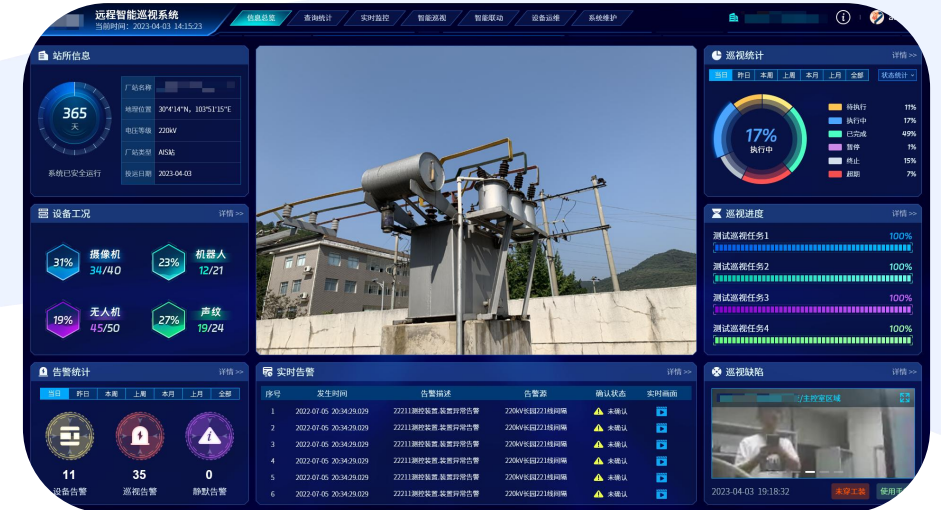 远程智能巡视系统
当前时间：2023-04-03 14:15:23
信息总览 查询统计 实时监控 智能巡视 智能联动 设备运维 系统维护
站所信息
365
天
系统已安全运行
厂站名称
地理位置 30°4'14"N，103°51'15"E
电压等级 220kV
厂站类型 AIS站
投运日期 2023-04-03
设备工况 详情>>
31% 摄像机 34/40
23% 机器人 12/21
19% 无人机 45/50
27% 声纹 19/24
告警统计 详情>>
当日 昨日 本周 上周 本月 上月 全部
11 35 0
设备告警 巡视告警 静默告警
实时告警 详情>>
序号 发生时间 告警描述 告警源 确认状态 实时画面
1 2022-07-05 20:34:29.029 22211测控装置.装置异常告警 220kV长园221线间隔 未确认
2 2022-07-05 20:34:29.029 22211测控装置.装置异常告警 220kV长园221线间隔 未确认
3 2022-07-05 20:34:29.029 22211测控装置.装置异常告警 220kV长园221线间隔 未确认
4 2022-07-05 20:34:29.029 22211测控装置.装置异常告警 220kV长园221线间隔 未确认
5 2022-07-05 20:34:29.029 22211测控装置.装置异常告警 220kV长园221线间隔 未确认
6 2022-07-05 20:34:29.029 22211测控装置.装置异常告警 220kV长园221线间隔 未确认
巡视统计 详情>>
当日 昨日 本周 上周 本月 上月 全部 状态统计
17%
执行中
待执行 11%
执行中 17%
已完成 49%
暂停 1%
终止 15%
超期 7%
巡视进度 详情>>
测试巡视任务1 100%
测试巡视任务2 100%
测试巡视任务3 100%
测试巡视任务4 100%
巡视缺陷 详情>>
/主控室区域
2023-04-03 19:18:32 未穿工装 使用手